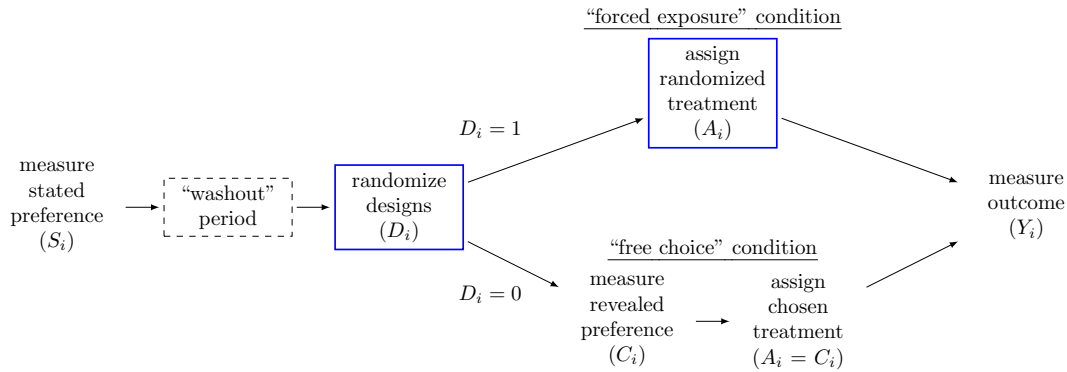 measure
stated
preference
(S_i)
“washout”
period
randomize
designs
(D_i)
D_i = 1
“forced exposure” condition
assign
randomized
treatment
(A_i)
D_i = 0
“free choice” condition
measure
revealed
preference
(C_i)
assign
chosen
treatment
(A_i = C_i)
measure
outcome
(Y_i)